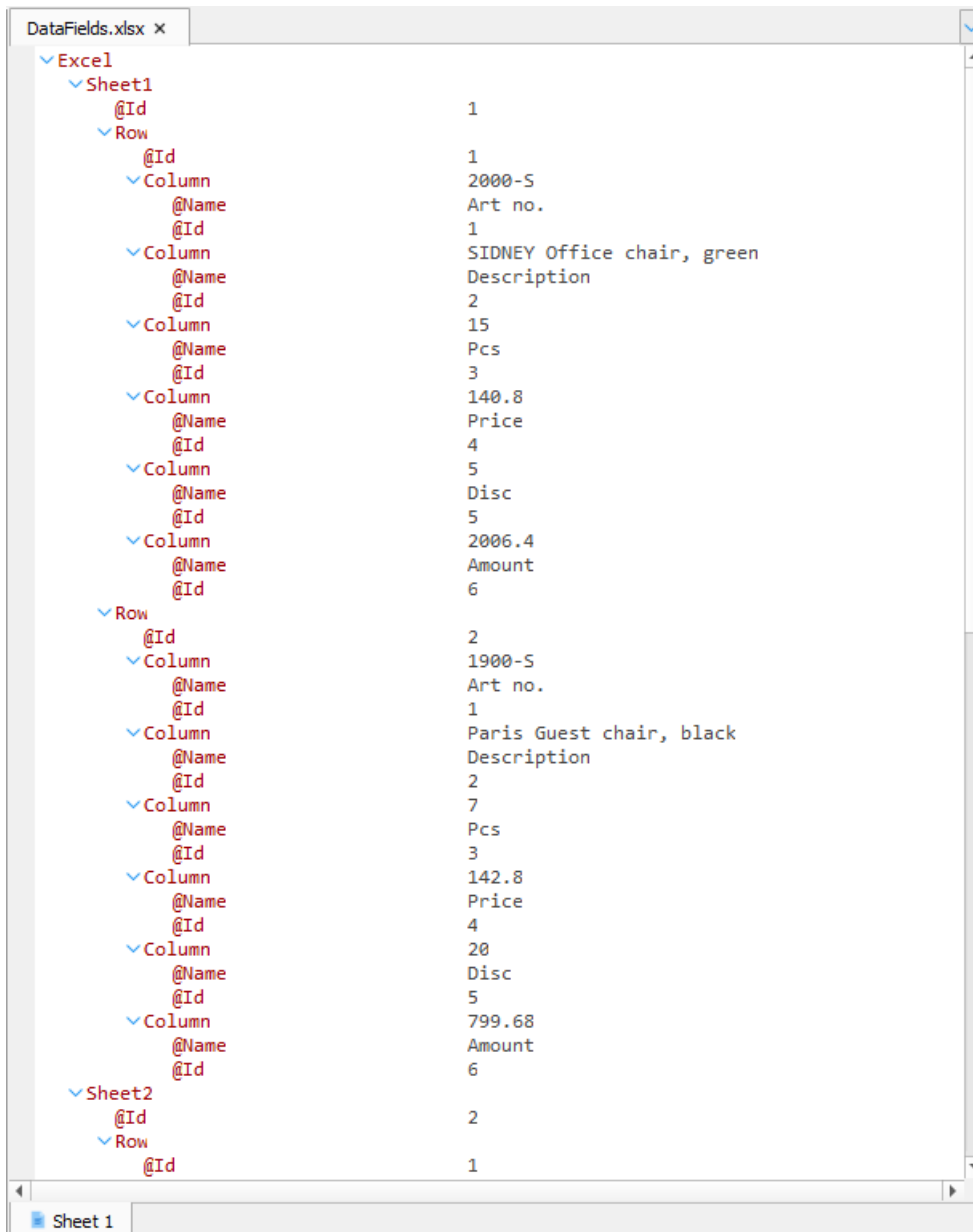 DataFields.xlsx ×
Excel
Sheet1
@Id 1
Row
@Id 1
Column 2000-S
@Name Art no.
@Id 1
Column SIDNEY Office chair, green
@Name Description
@Id 2
Column 15
@Name Pcs
@Id 3
Column 140.8
@Name Price
@Id 4
Column 5
@Name Disc
@Id 5
Column 2006.4
@Name Amount
@Id 6
Row
@Id 2
Column 1900-S
@Name Art no.
@Id 1
Column Paris Guest chair, black
@Name Description
@Id 2
Column 7
@Name Pcs
@Id 3
Column 142.8
@Name Price
@Id 4
Column 20
@Name Disc
@Id 5
Column 799.68
@Name Amount
@Id 6
Sheet2
@Id 2
Row
@Id 1
Sheet 1